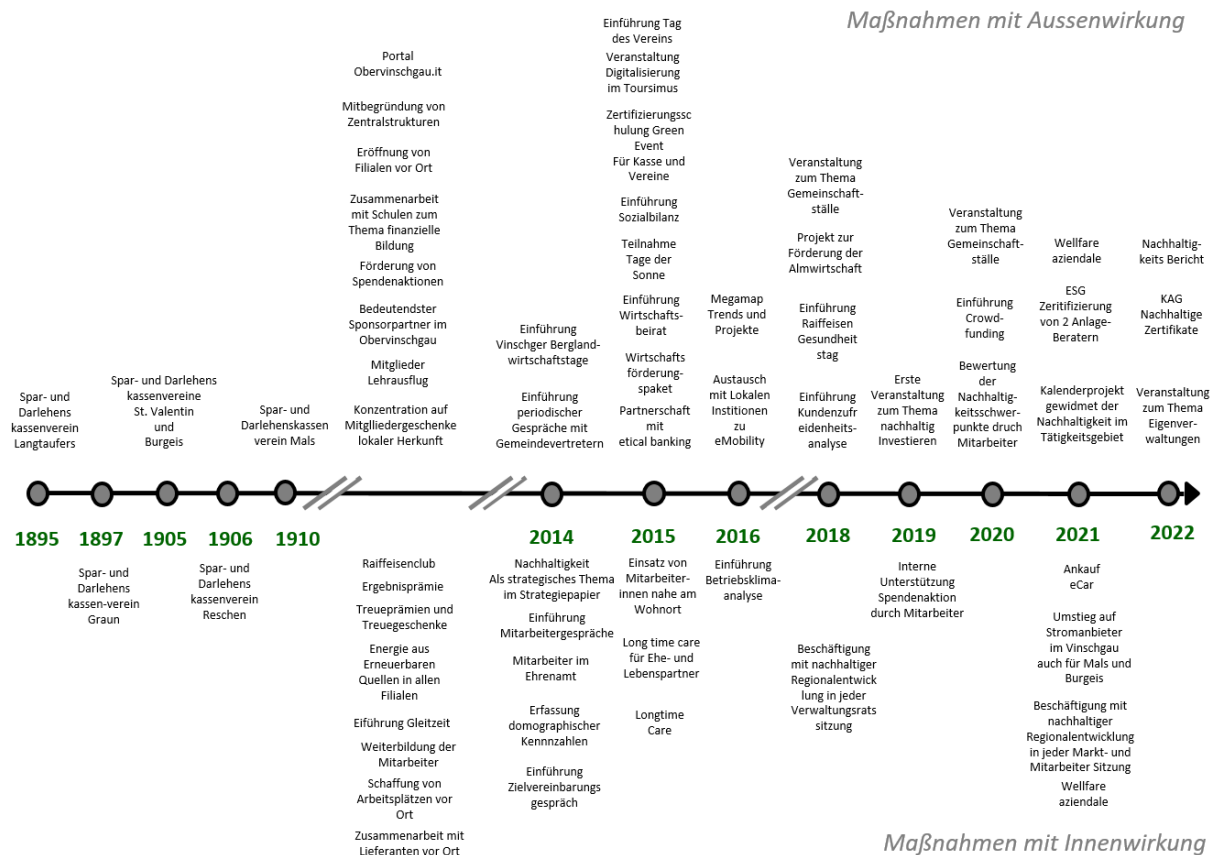 Maßnahmen mit Aussenwirkung
Spar- und
Darlehens
kassenverein
Langtaufers
Spar- und Darlehens
kassenvereine
St. Valentin
und
Burgeis
Spar- und
Darlehenskassen
verein Mals
Portal
Obervinschgau.it
Mitbegründung von
Zentralstrukturen
Eröffnung von
Filialen vor Ort
Zusammenarbeit
mit Schulen zum
Thema finanzielle
Bildung
Förderung von
Spendenaktionen
Bedeutendster
Sponsorpartner im
Obervinschgau
Mitglieder
Lehrausflug
Konzentration auf
Mitgliedergeschenke
lokaler Herkunft
Einführung
Vinschger Bergland-
wirtschaftstage
Einführung
periodischer
Gespräche mit
Gemeindevertretern
Einführung Tag
des Vereins
Veranstaltung
Digitalisierung
im Toursimus
Zertifizierungssc
hulung Green
Event
Für Kasse und
Vereine
Einführung
Sozialbilanz
Teilnahme
Tage der
Sonne
Einführung
Wirtschafts-
beirat
Wirtschafts
förderungs-
paket
Partnerschaft
mit
etical banking
Megamap
Trends und
Projekte
Austausch
mit Lokalen
Institionen
zu
eMobility
Veranstaltung
zum Thema
Gemeinschaft-
ställe
Projekt zur
Förderung der
Almwirtschaft
Einführung
Raiffeisen
Gesundheit
stag
Einführung
Kundenzufr
eidenheits-
analyse
Erste
Veranstaltung
zum Thema
nachhaltig
Investieren
Veranstaltung
zum Thema
Gemeinschaft-
ställe
Einführung
Crowd-
funding
Bewertung
der
Nachhaltig-
keitsschwer-
punkte druch
Mitarbeiter
Wellfare
aziendale
ESG
Zeritifizierung
von 2 Anlage-
Beratern
Kalenderprojekt
gewidmet der
Nachhaltigkeit im
Tätigkeitsgebiet
Nachhaltig-
keits Bericht
KAG
Nachhaltige
Zertifikate
Veranstaltung
zum Thema
Eigenver-
waltungen
1895 1897 1905 1906 1910 2014 2015 2016 2018 2019 2020 2021 2022
Spar- und
Darlehens
kassen-verein
Graun
Spar- und
Darlehens
kassenverein
Reschen
Raiffeisenclub
Ergebnisprämie
Treueprämien und
Treuegeschenke
Energie aus
Erneuerbaren
Quellen in allen
Filialen
Eiführung Gleitzeit
Weiterbildung der
Mitarbeiter
Schaffung von
Arbeitsplätzen vor
Ort
Zusammenarbeit mit
Lieferanten vor Ort
Nachhaltigkeit
Als strategisches Thema
im Strategiepapier
Einführung
Mitarbeitergespräche
Mitarbeiter im
Ehrenamt
Erfassung
domographischer
Kennnzahlen
Einführung
Zielvereinbarungs
gespräch
Einsatz von
Mitarbeiter-
innen nahe am
Wohnort
Long time care
für Ehe- und
Lebenspartner
Longtime
Care
Einführung
Betriebsklima-
analyse
Beschäftigung
mit nachhaltiger
Regionalentwick
lung in jeder
Verwaltungsrats
sitzung
Interne
Unterstützung
Spendenaktion
durch Mitarbeiter
Ankauf
eCar
Umstieg auf
Stromanbieter
im Vinschgau
auch für Mals und
Burgeis
Beschäftigung mit
nachhaltiger
Regionalentwicklung
in jeder Markt- und
Mitarbeiter Sitzung
Wellfare
aziendale
Maßnahmen mit Innenwirkung